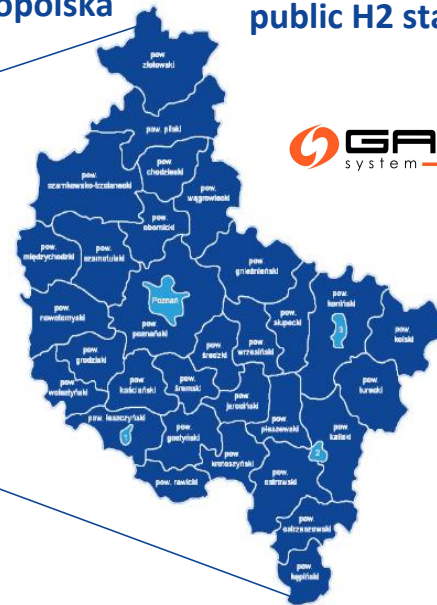 opolska
public H2 sta
GA
system
pow.
złotowski
pow. pilski
pow.
chodzieski
pow.
czarnkowsko-trzcianecki
pow.
wągrowiecki
pow.
obornicki
pow.
międzychodzki
pow.
szamotulski
pow.
gnieźnieński
Poznań
pow.
poznański
pow.
koniński
3
pow.
słupecki
pow.
kolski
pow.
nowotomyski
pow.
grodziski
pow.
średzki
pow.
wrzesiński
pow.
turecki
pow.
wolsztyński
pow.
kościański
pow.
śremski
pow.
jarociński
pow.
pleszewski
pow.
kaliski
pow. leszczyński
1
pow.
gostyński
2
pow.
krotoszyński
pow.
ostrowski
pow. rawicki
pow.
ostrzeszowski
pow.
kępiński